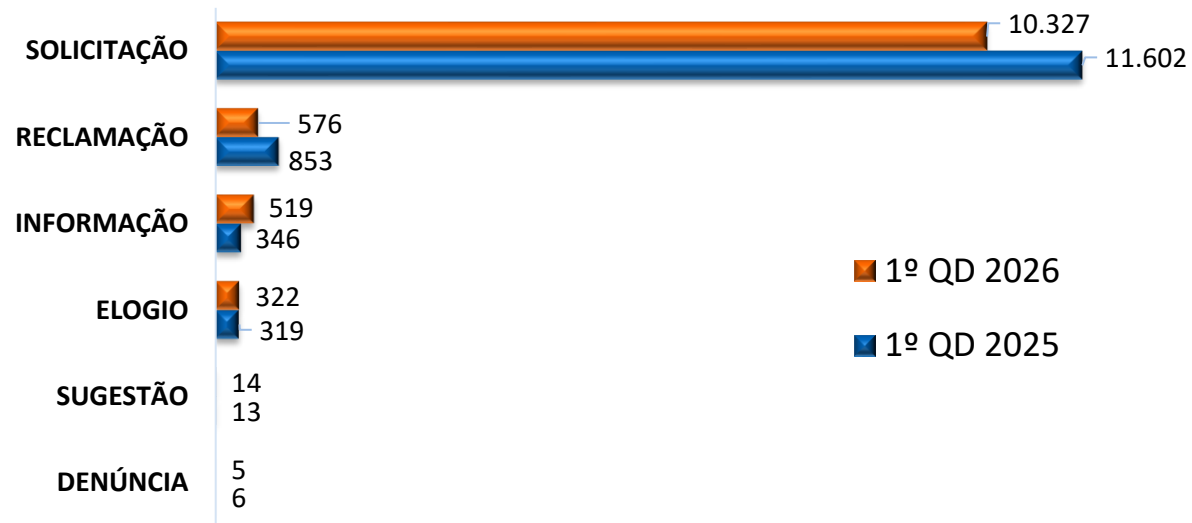 SOLICITAÇÃO
10.327
11.602
RECLAMAÇÃO
576
853
INFORMAÇÃO
519
346
ELOGIO
322
319
SUGESTÃO
14
13
DENÚNCIA
5
6
1º QD 2026
1º QD 2025